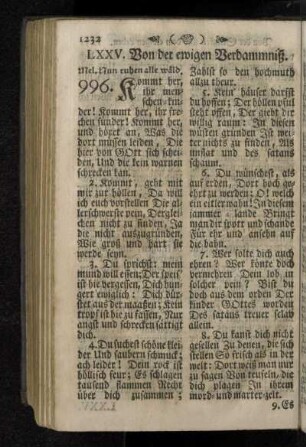 1232
LXXV. Von der ewigen Verdammniß.
Mel. Nun ruhen alle wäld.
996. Kommt her,
ihr men-
schen-kin-
der! Kommt her, ihr fre-
chen sünder! Kommt her,
und höret an, Was die
dort müssen leiden, Die
hier von GOtt sich schei-
den, Und die kein warnen
schrecken kan.
2. Kommt, geht mit
mir zur höllen, Da will
ich euch vorstellen Die al-
lerschwerste pein, Derglei-
chen nicht zu finden, Ja
die nicht auszugründen,
Wie groß und hart sie
werde seyn.
3. Du sprichst: mein
mund will essen; Der speis'
ist hie vergessen, Dich hun-
gert ewiglich: Dich dür-
stet aus der maaßen; Kein
tropf ist hie zu fassen, Nur
angst und schrecken sättigt
dich.
4. Du suchest schöne klei-
der Und saubern schmuck;
ach leider! Dein rock ist
höllisch feur; Es schlagen
tausend flammen Recht
über dich zusammen;
Zahlst so den hochmuth
allzu theur.
5. Kein häuser darfst
du hoffen; Der höllen pful
steht offen, Der giebt dir
willig raum: In diesen
wüsten gründen Ist wei-
ter nichts zu finden, Als
und des satans
schaum.
6. Du wünschest, als
auf erden, Dort hoch ge-
ehrt zu werden: O! welch
ein eitler wahn! In diesem
jammer-lande Bringt
man dir spott und schande
Für ehr und ansehn auf
die bahn.
7. Wer solte dich auch
ehren? Wer könte dich
vermehren Dein lob in
solcher pein? Bist du
doch aus dem orden Der
kinder GOttes worden
Des satans treuer sclav
allein.
8. Du fandst dich nicht
gesellen Zu denen, die sich
stellen So frisch als in der
welt: Dort weiß man nur
zu sagen Von teufeln, die
dich plagen In ihrem
mord- und marter-zelt.
9. Es